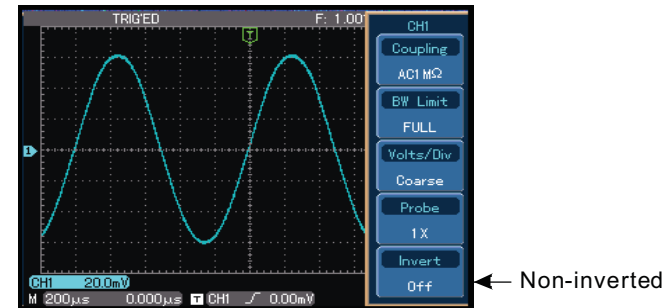 TRIG'ED F: 1.00
CH1
T
Coupling
AC1 MΩ
BW Limit
FULL
1
Volts/Div
Coarse
Probe
1X
Invert
Off
Non-inverted
CH1 20.0mV
M 200μs 0.000μs T CH1 0.00mV